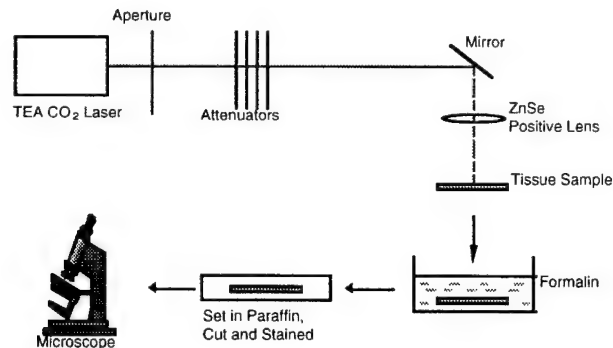 Aperture
Mirror
TEA CO₂ Laser
Attenuators
ZnSe
Positive Lens
Tissue Sample
Formalin
Set in Paraffin,
Cut and Stained
Microscope